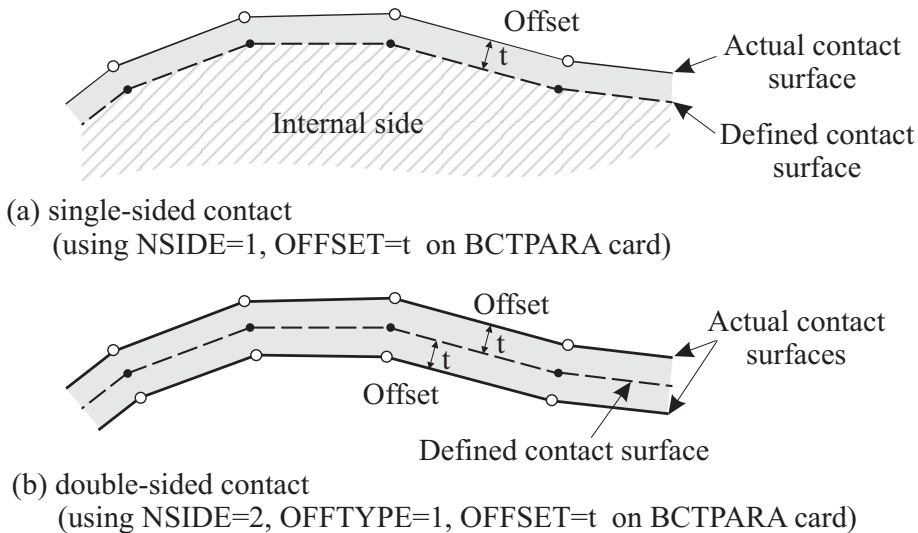 Offset
t
Actual contact
surface
Internal side
Defined contact
surface
(a) single-sided contact
(using NSIDE=1, OFFSET=t on BCTPARA card)
Offset
t
t
Actual contact
surfaces
Offset
Defined contact surface
(b) double-sided contact
(using NSIDE=2, OFFTYPE=1, OFFSET=t on BCTPARA card)